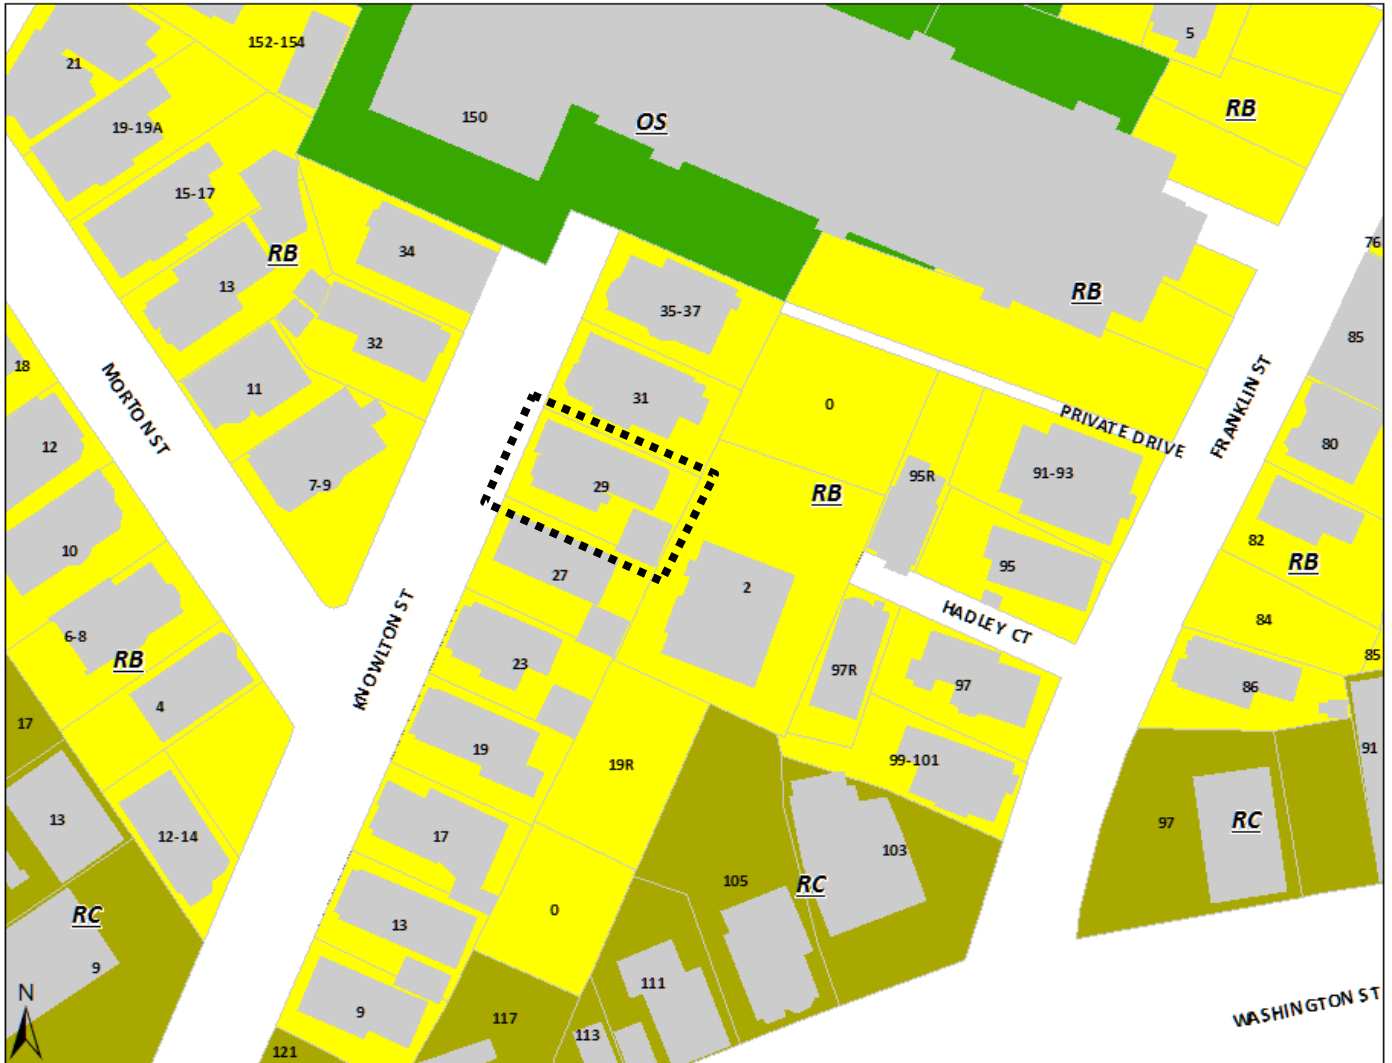 5
152-154
21
RB
150
OS
19-19A
15-17
76
RB
34
13
RB
35-37
85
32
18
MORTON ST
11
31
0
PRIVATE DRIVE
FRANKLIN ST
12
80
91-93
95R
7-9
29
RB
82
10
RB
95
27
2
HADLEY CT
84
6-8
KNOWLTON ST
RB
23
85
97R
97
86
4
17
19
91
19R
99-101
13
12-14
17
97
RC
103
105
RC
0
RC
13
9
111
N
9
117
WASHINGTON ST
113
121